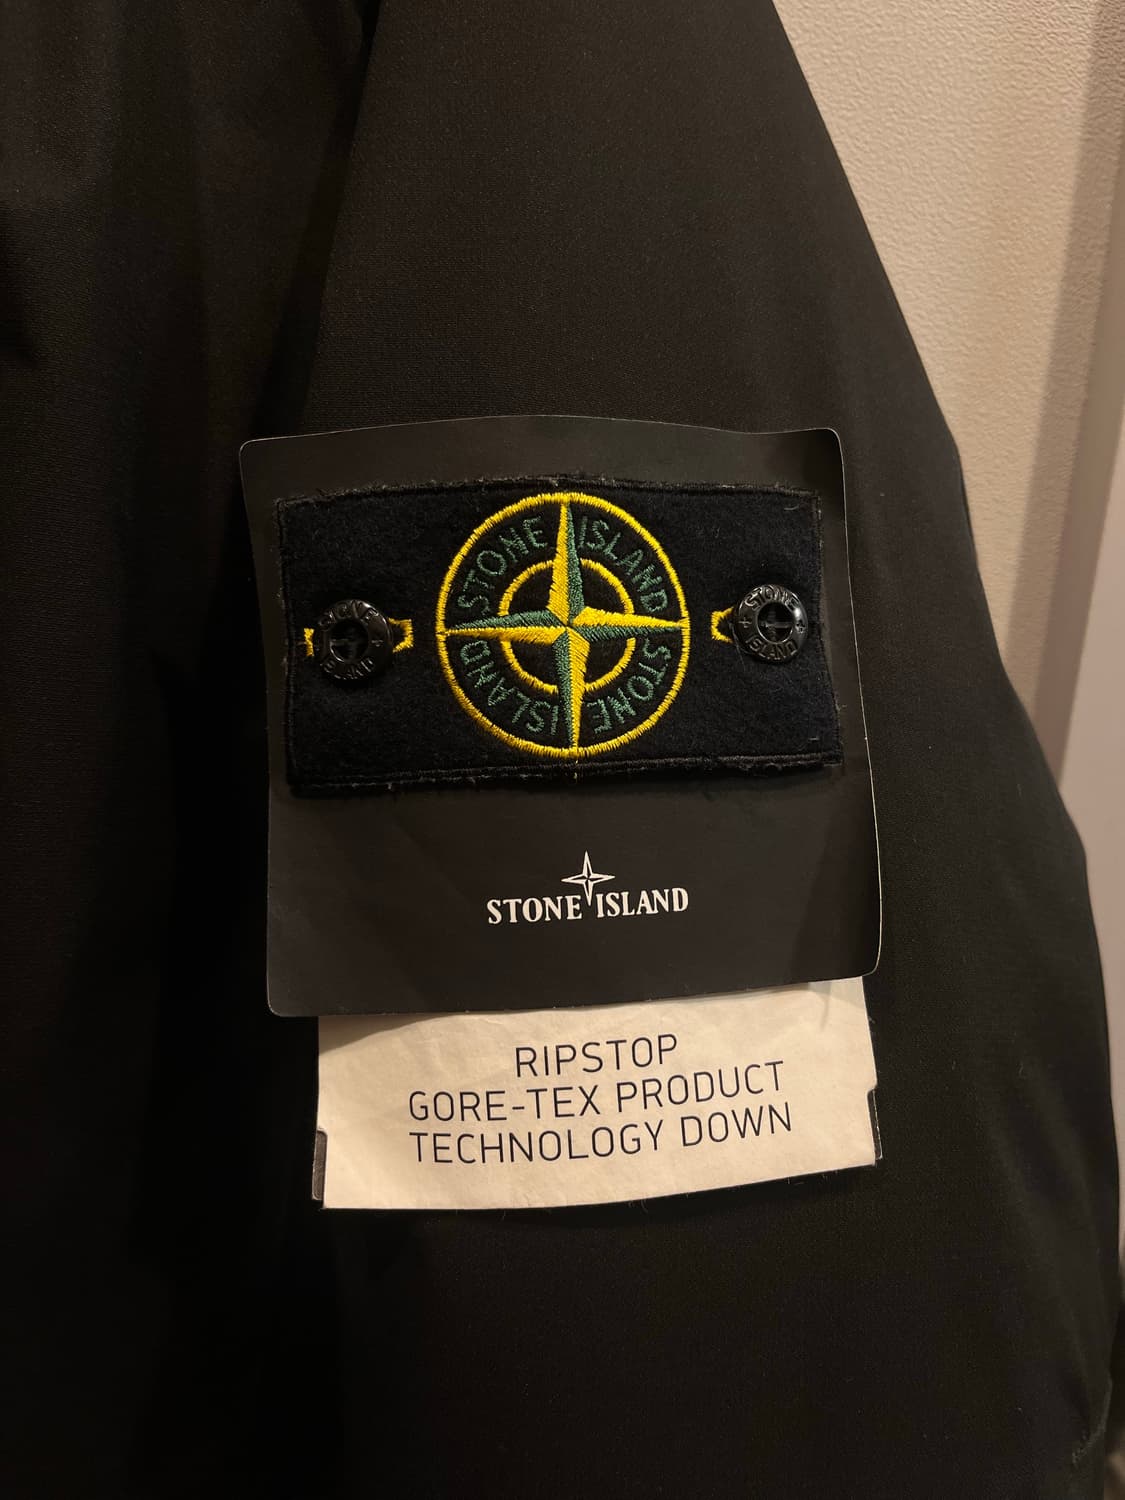 STONE ISLAND
STONE ISLAND
STONE ISLAND
STONE ISLAND
STONE ISLAND
RIPSTOP
GORE-TEX PRODUCT
TECHNOLOGY DOWN